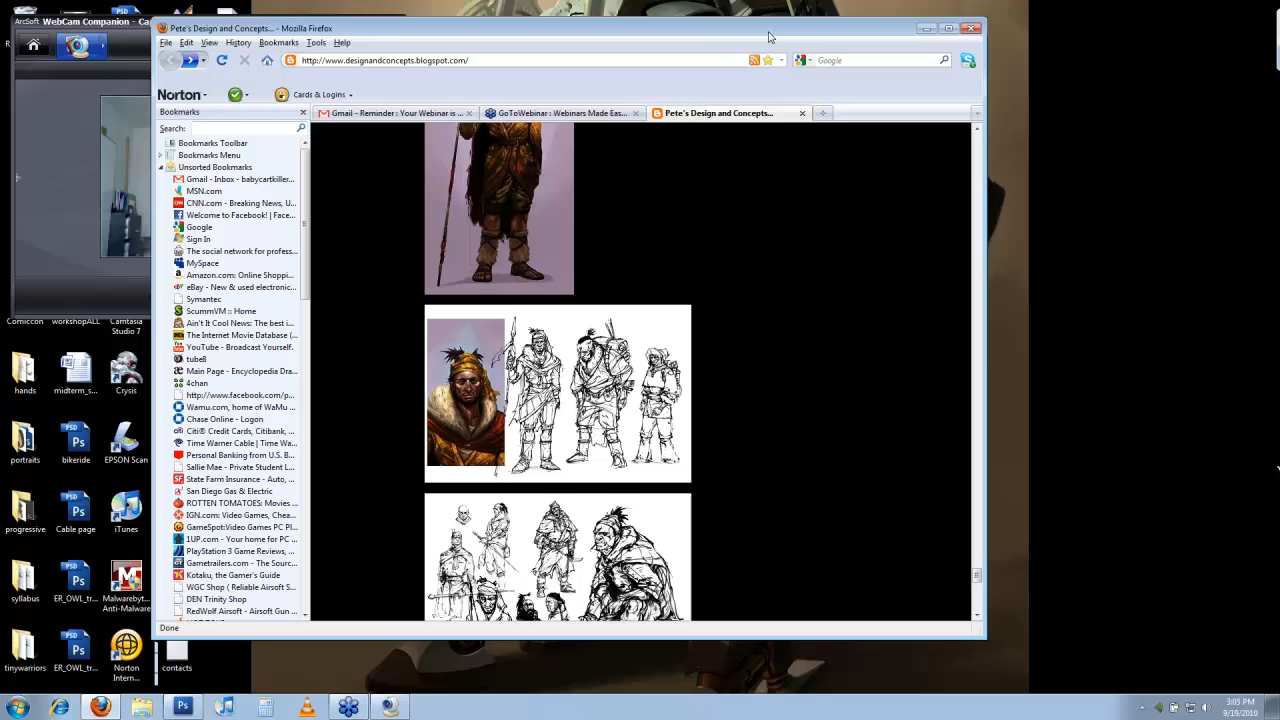 ArcSoft WebCam Companion - Ca
Pete's Design and Concepts... - Mozilla Firefox
File Edit View History Bookmarks Tools Help
http://www.designandconcepts.blogspot.com/
Google
Norton
Cards & Logins
Bookmarks
Gmail - Reminder : Your Webinar is ...
GoToWebinar : Webinars Made Eas...
Pete's Design and Concepts...
Search:
Bookmarks Toolbar
Bookmarks Menu
Unsorted Bookmarks
Gmail - Inbox - babycartkiller...
MSN.com
CNN.com - Breaking News, U...
Welcome to Facebook! | Face...
Google
Sign In
The social network for profess...
MySpace
Amazon.com: Online Shoppi...
eBay - New & used electronic...
Symantec
ScummVM :: Home
Ain't It Cool News: The best i...
The Internet Movie Database (...
YouTube - Broadcast Yourself.
tube8
Main Page - Encyclopedia Dra...
4chan
http://www.facebook.com/p...
Wamu.com, home of WaMu ...
Chase Online - Logon
Citi® Credit Cards, Citibank, ...
Time Warner Cable | Time Wa...
Personal Banking from U.S. B...
Sallie Mae - Private Student L...
State Farm Insurance - Auto, ...
San Diego Gas & Electric
ROTTEN TOMATOES: Movies ...
IGN.com: Video Games, Chea...
GameSpot:Video Games PC Pl...
1UP.com - Your home for PC ...
PlayStation 3 Game Reviews, ...
Gametrailers.com - The Sourc...
Kotaku, the Gamer's Guide
WGC Shop ( Reliable Airsoft S...
DEN Trinity Shop
RedWolf Airsoft - Airsoft Gun ...
Done
Comiccon
workshopALL
Camtasia Studio 7
hands
midterm_s...
Crysis
portraits
bikeride
EPSON Scan
progressive
Cable page
iTunes
syllabus
ER_OWL_tr...
Malwarebyt... Anti-Malware
tinywarriors
ER_OWL_tr...
Norton Intern...
contacts
3:05 PM
9/19/2010